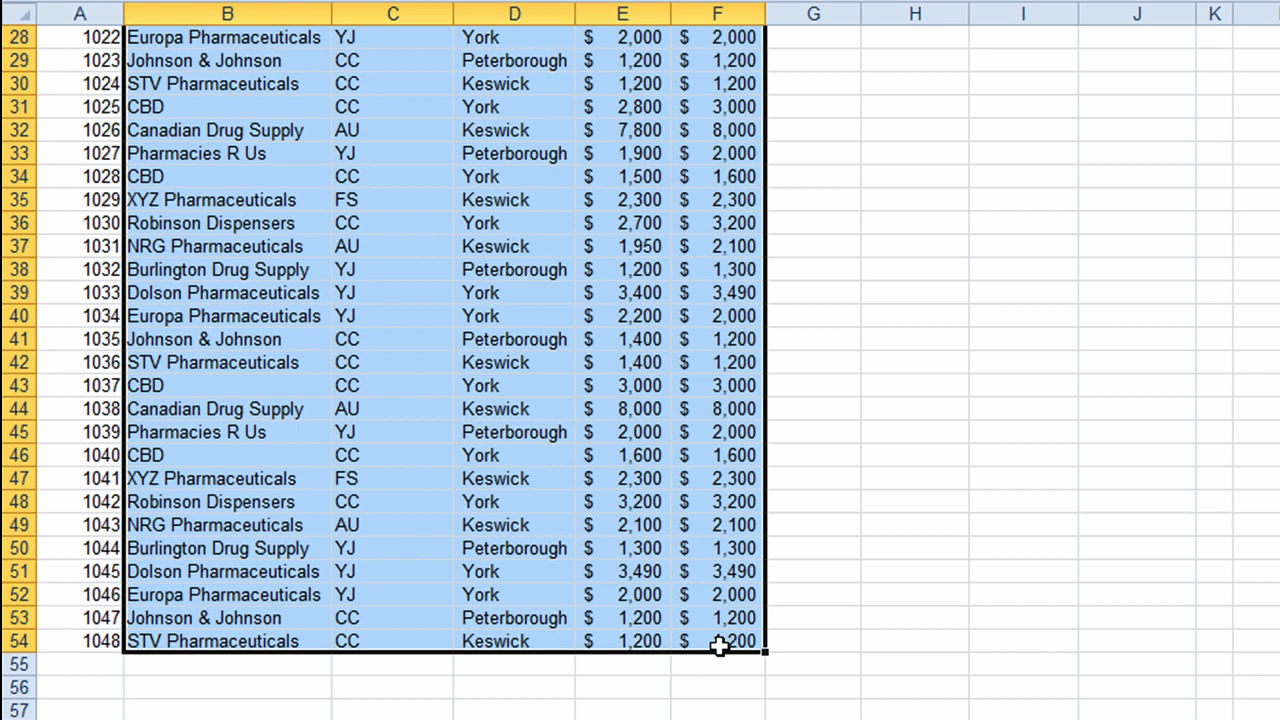 A B C D E F G H I J K
28 1022 Europa Pharmaceuticals YJ York $ 2,000 $ 2,000
29 1023 Johnson & Johnson CC Peterborough $ 1,200 $ 1,200
30 1024 STV Pharmaceuticals CC Keswick $ 1,200 $ 1,200
31 1025 CBD CC York $ 2,800 $ 3,000
32 1026 Canadian Drug Supply AU Keswick $ 7,800 $ 8,000
33 1027 Pharmacies R Us YJ Peterborough $ 1,900 $ 2,000
34 1028 CBD CC York $ 1,500 $ 1,600
35 1029 XYZ Pharmaceuticals FS Keswick $ 2,300 $ 2,300
36 1030 Robinson Dispensers CC York $ 2,700 $ 3,200
37 1031 NRG Pharmaceuticals AU Keswick $ 1,950 $ 2,100
38 1032 Burlington Drug Supply YJ Peterborough $ 1,200 $ 1,300
39 1033 Dolson Pharmaceuticals YJ York $ 3,400 $ 3,490
40 1034 Europa Pharmaceuticals YJ York $ 2,200 $ 2,000
41 1035 Johnson & Johnson CC Peterborough $ 1,400 $ 1,200
42 1036 STV Pharmaceuticals CC Keswick $ 1,400 $ 1,200
43 1037 CBD CC York $ 3,000 $ 3,000
44 1038 Canadian Drug Supply AU Keswick $ 8,000 $ 8,000
45 1039 Pharmacies R Us YJ Peterborough $ 2,000 $ 2,000
46 1040 CBD CC York $ 1,600 $ 1,600
47 1041 XYZ Pharmaceuticals FS Keswick $ 2,300 $ 2,300
48 1042 Robinson Dispensers CC York $ 3,200 $ 3,200
49 1043 NRG Pharmaceuticals AU Keswick $ 2,100 $ 2,100
50 1044 Burlington Drug Supply YJ Peterborough $ 1,300 $ 1,300
51 1045 Dolson Pharmaceuticals YJ York $ 3,490 $ 3,490
52 1046 Europa Pharmaceuticals YJ York $ 2,000 $ 2,000
53 1047 Johnson & Johnson CC Peterborough $ 1,200 $ 1,200
54 1048 STV Pharmaceuticals CC Keswick $ 1,200 $
55
56
57